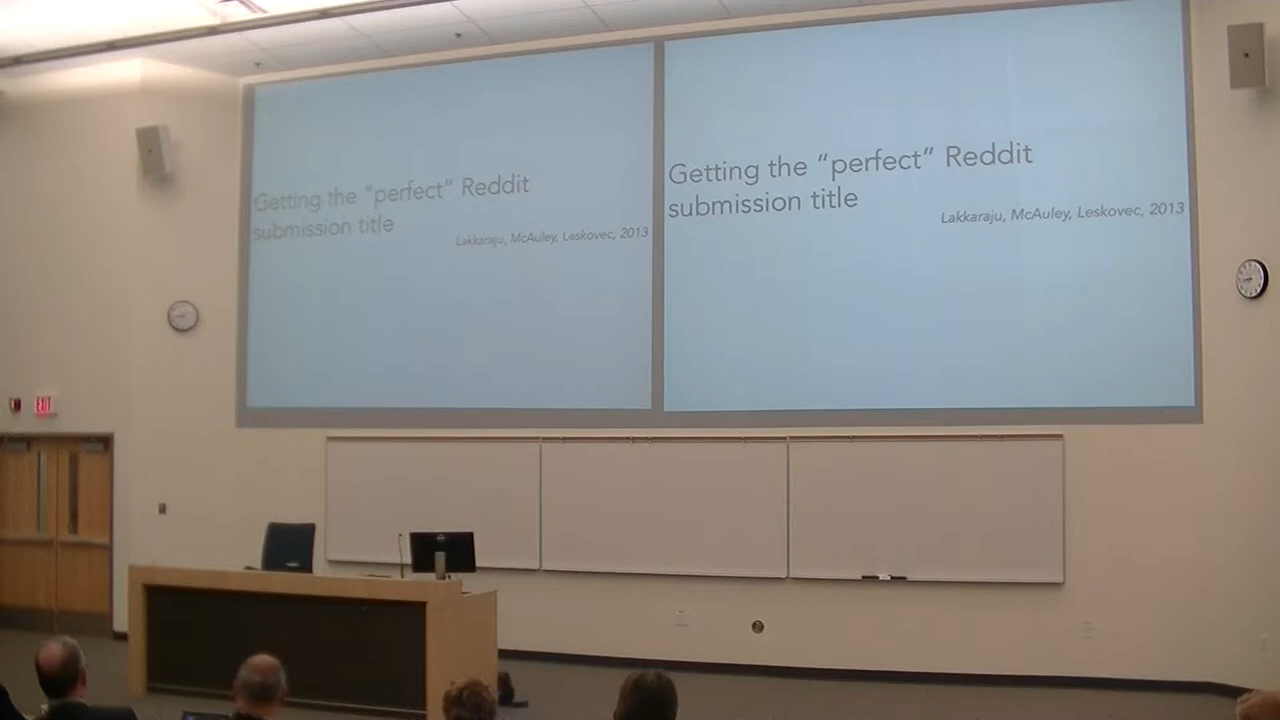 Getting the “perfect” Reddit
submission title
Lakkaraju, McAuley, Leskovec, 2013
Getting the “perfect” Reddit
submission title
Lakkaraju, McAuley, Leskovec, 2013
EXIT